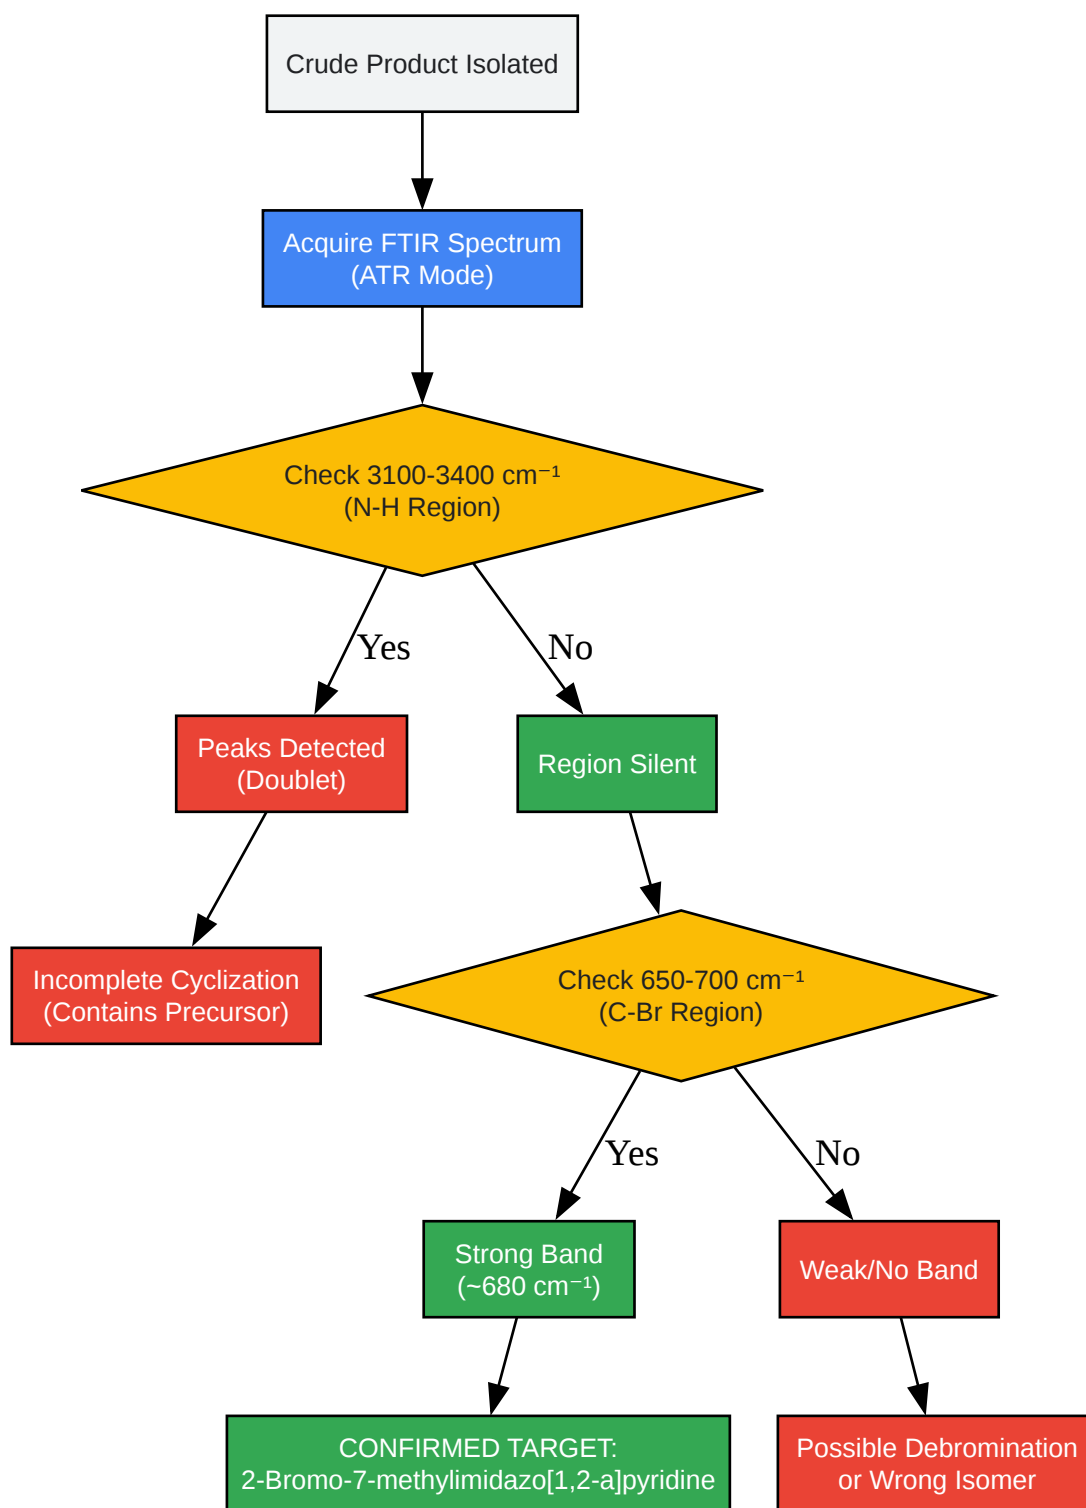 Crude Product Isolated
Acquire FTIR Spectrum
(ATR Mode)
Check 3100-3400 cm⁻¹
(N-H Region)
Yes
No
Peaks Detected
(Doublet)
Region Silent
Incomplete Cyclization
(Contains Precursor)
Check 650-700 cm⁻¹
(C-Br Region)
Yes
No
Strong Band
(~680 cm⁻¹)
Weak/No Band
CONFIRMED TARGET:
2-Bromo-7-methylimidazo[1,2-a]pyridine
Possible Debromination
or Wrong Isomer